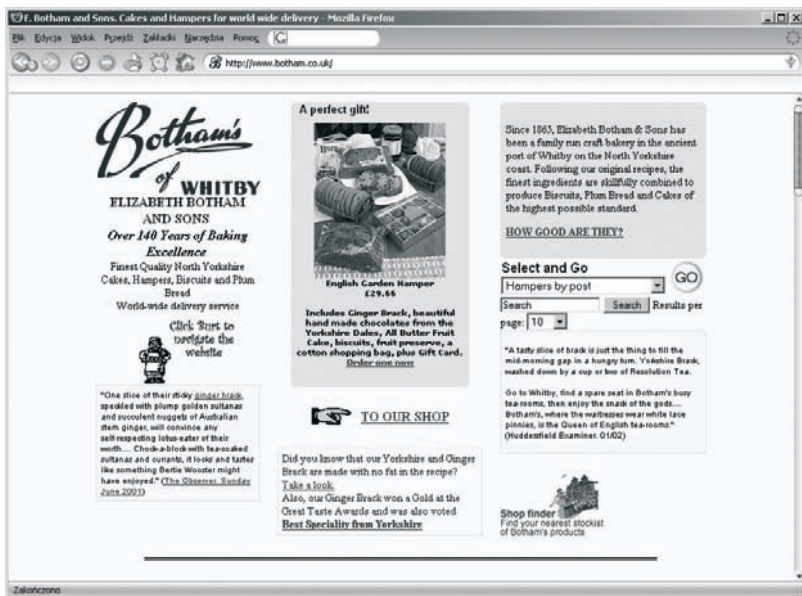 E. Botham and Sons. Cakes and Hampers for world wide delivery - Mozilla Firefox
Plik Edycja Widok Przejdź Zakładki Narzędzia Pomoc
http://www.botham.co.uk/
Botham's
of WHITBY
ELIZABETH BOTHAM
AND SONS
Over 140 Years of Baking
Excellence
Finest Quality North Yorkshire
Cakes, Hampers, Biscuits and Plum
Bread
World-wide delivery service
Click Burt to
navigate the
website
"One slice of their sticky ginger brack,
speckled with plump golden sultanas
and succulent nuggets of Australian
stem ginger, will convince any
self-respecting lotus-eater of their
worth.... Chock-a-block with tea-soaked
sultanas and currants, it looks and tastes
like something Bertie Wooster might
have enjoyed." (The Observer, Sunday
June 2001)
A perfect gift!
English Garden Hamper
£29.66
Includes Ginger Brack, beautiful
hand made chocolates from the
Yorkshire Dales, All Butter Fruit
Cake, biscuits, fruit preserve, a
cotton shopping bag, plus Gift Card.
Order one now
TO OUR SHOP
Did you know that our Yorkshire and Ginger
Brack are made with no fat in the recipe?
Take a look.
Also, our Ginger Brack won a Gold at the
Great Taste Awards and was also voted
Best Speciality from Yorkshire
Since 1865, Elizabeth Botham & Sons has
been a family run craft bakery in the ancient
port of Whitby on the North Yorkshire
coast. Following our original recipes, the
finest ingredients are skillfully combined to
produce Biscuits, Plum Bread and Cakes of
the highest possible standard.
HOW GOOD ARE THEY?
Select and Go
Hampers by post GO
Search Search Results per
page: 10
"A tasty slice of brack is just the thing to fill the
mid-morning gap in a hungry tum. Yorkshire Brack,
washed down by a cup or two of Resolution Tea.
Go to Whitby, find a spare seat in Botham's busy
tea-rooms, then enjoy the snack of the gods....
Botham's, where the waitresses wear white lace
pinnies, is the Queen of English tea-rooms."
(Huddersfield Examiner. 01/02)
Shop finder
Find your nearest stockist
of Botham's products
Zakończono